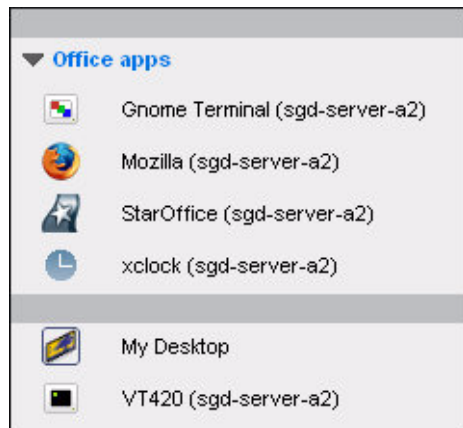 Office apps
Gnome Terminal (sgd-server-a2)
Mozilla (sgd-server-a2)
StarOffice (sgd-server-a2)
xclock (sgd-server-a2)
My Desktop
VT420 (sgd-server-a2)